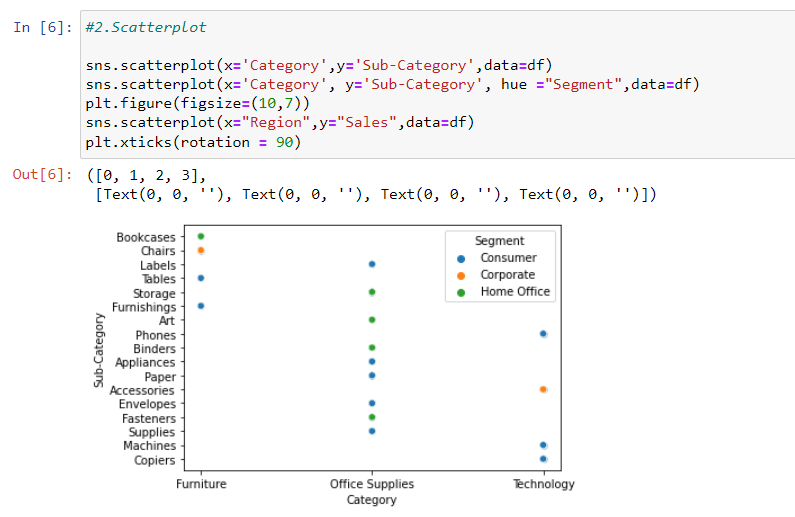 In [6]: #2.Scatterplot
sns.scatterplot(x='Category',y='Sub-Category',data=df)
sns.scatterplot(x='Category', y='Sub-Category', hue ="Segment",data=df)
plt.figure(figsize=(10,7))
sns.scatterplot(x="Region",y="Sales",data=df)
plt.xticks(rotation = 90)
Out[6]: ([0, 1, 2, 3],
[Text(0, 0, ''), Text(0, 0, ''), Text(0, 0, ''), Text(0, 0, '')])
Segment
Consumer
Corporate
Home Office
Sub-Category
Bookcases
Chairs
Labels
Tables
Storage
Furnishings
Art
Phones
Binders
Appliances
Paper
Accessories
Envelopes
Fasteners
Supplies
Machines
Copiers
Furniture Office Supplies Technology
Category